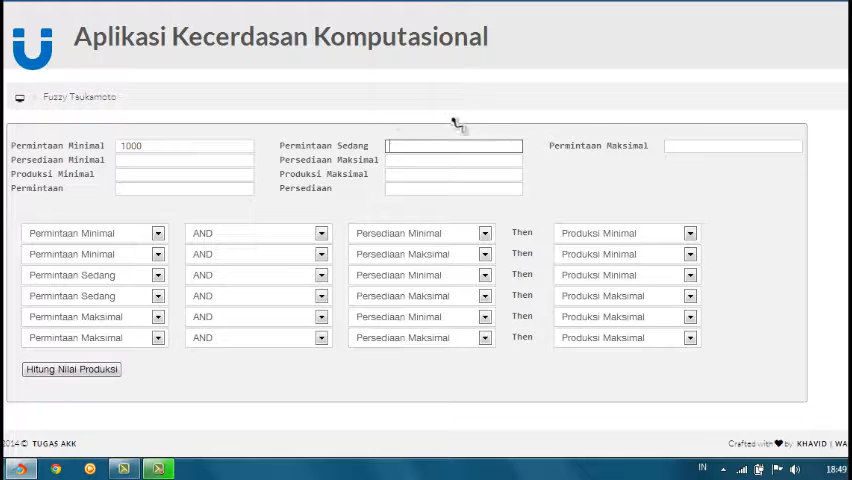 Aplikasi Kecerdasan Komputasional
Fuzzy Tsukamoto
Permintaan Minimal 1000 Permintaan Sedang Permintaan Maksimal
Persediaan Minimal Persediaan Maksimal
Produksi Minimal Produksi Maksimal
Permintaan Persediaan
Permintaan Minimal AND Persediaan Minimal Then Produksi Minimal
Permintaan Minimal AND Persediaan Maksimal Then Produksi Minimal
Permintaan Sedang AND Persediaan Minimal Then Produksi Minimal
Permintaan Sedang AND Persediaan Maksimal Then Produksi Maksimal
Permintaan Maksimal AND Persediaan Minimal Then Produksi Maksimal
Permintaan Maksimal AND Persediaan Maksimal Then Produksi Maksimal
Hitung Nilai Produksi
2014 © TUGAS AKK Crafted with by KHAVID | WA
IN 18:49